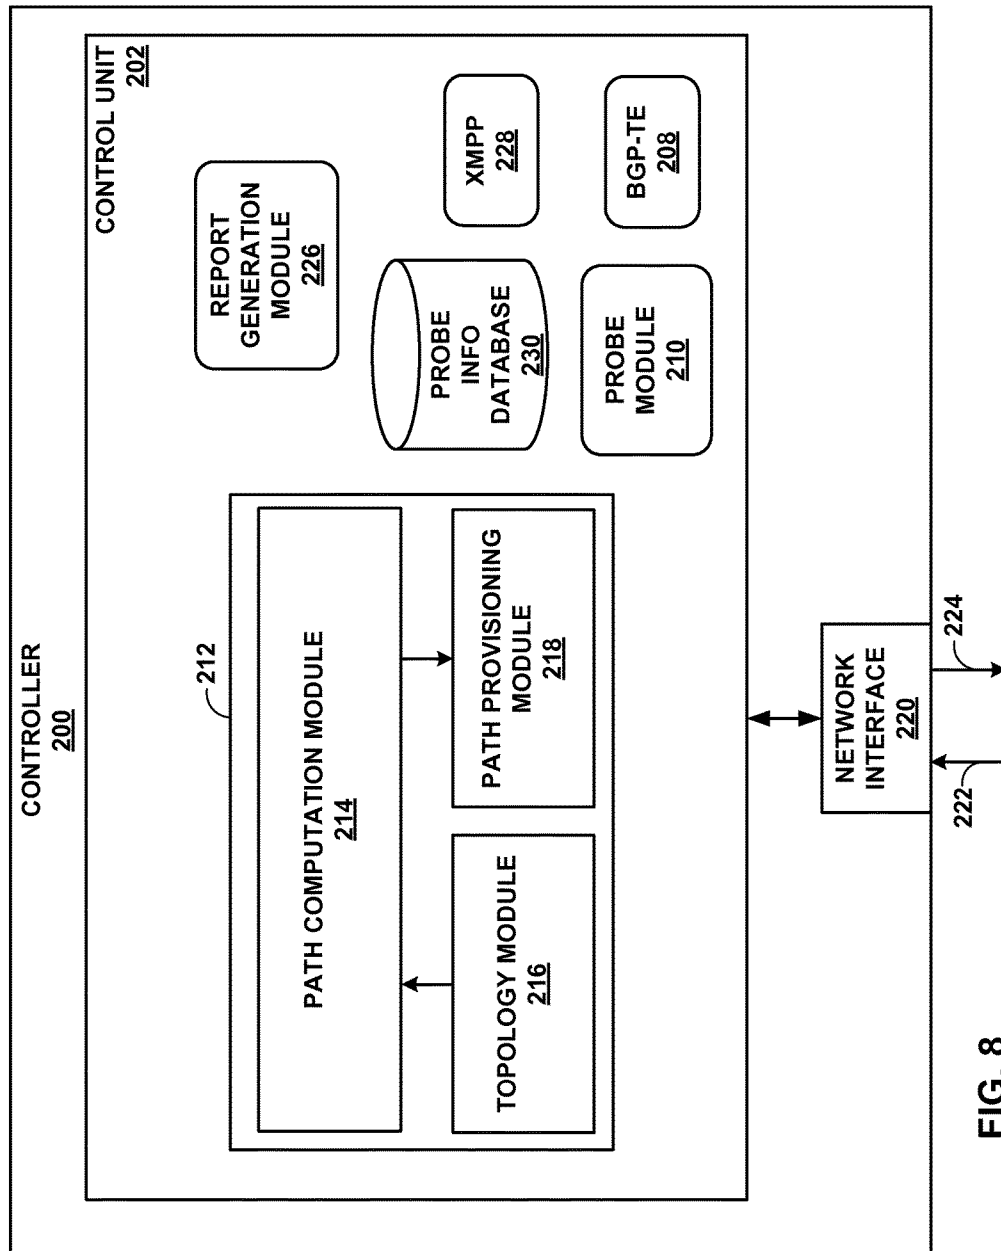 CONTROLLER
200
CONTROL UNIT
202
212
PATH COMPUTATION MODULE
214
TOPOLOGY MODULE
216
PATH PROVISIONING
MODULE
218
REPORT
GENERATION
MODULE
226
PROBE
INFO
DATABASE
230
XMPP
228
PROBE
MODULE
210
BGP-TE
208
NETWORK
INTERFACE
220
222
224
FIG. 8